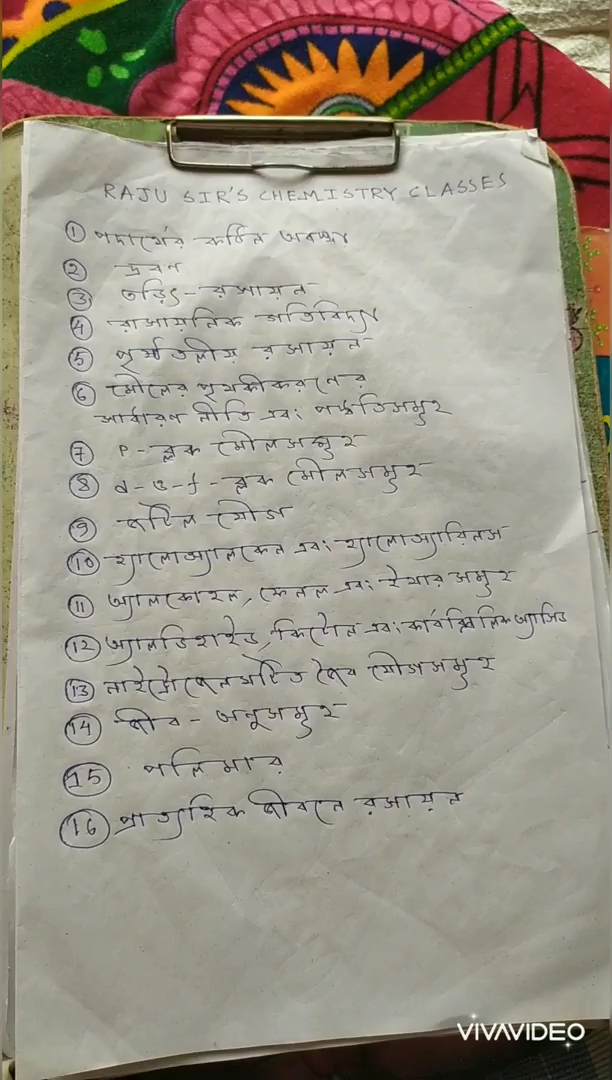 RAJU SIR'S CHEMISTRY CLASSES
① পদার্থের কঠিন অবস্থা
② দ্রবণ
③ তড়িৎ-রসায়ন
④ রাসায়নিক গতিবিদ্যা
⑤ পৃষ্ঠতলীয় রসায়ন
⑥ মৌলের পৃথকীকরণের
সাধারণ নীতি এবং পদ্ধতিসমুহ
⑦ P-ব্লক মৌলসমুহ
⑧ d-ও-f-ব্লক মৌলসমুহ
⑨ জটিল যৌগ
⑩ হ্যালোঅ্যালকেন এবং হ্যালোঅ্যারিনস
⑪ অ্যালকোহল, ফেনল এবং ইথারসমুহ
⑫ অ্যালডিহাইড, কিটোন এবং কার্বক্সিলিক অ্যাসিড
⑬ নাইট্রোজেনঘটিত জৈব যৌগসমুহ
⑭ জীব-অনুসমুহ
⑮ পলিমার
⑯ প্রাত্যহিক জীবনে রসায়ন
VIVAVIDEO